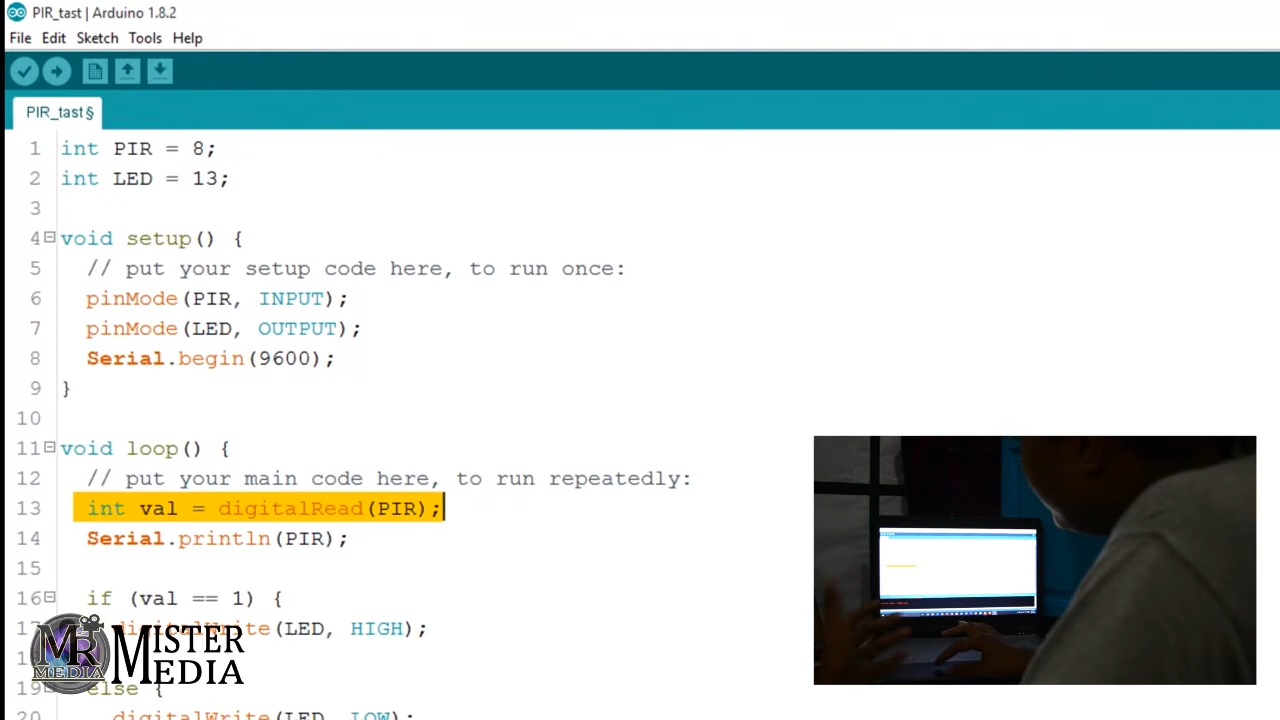 PIR_tast | Arduino 1.8.2
File Edit Sketch Tools Help
PIR_tast§
1 int PIR = 8;
2 int LED = 13;
3
4 void setup() {
5 // put your setup code here, to run once:
6 pinMode(PIR, INPUT);
7 pinMode(LED, OUTPUT);
8 Serial.begin(9600);
9 }
10
11 void loop() {
12 // put your main code here, to run repeatedly:
13 int val = digitalRead(PIR);
14 Serial.println(PIR);
15
16 if (val == 1) {
digitalWrite(LED, HIGH);
19 else {
20 digitalWrite(LED, LOW);
MR
MEDIA
MISTER
MEDIA